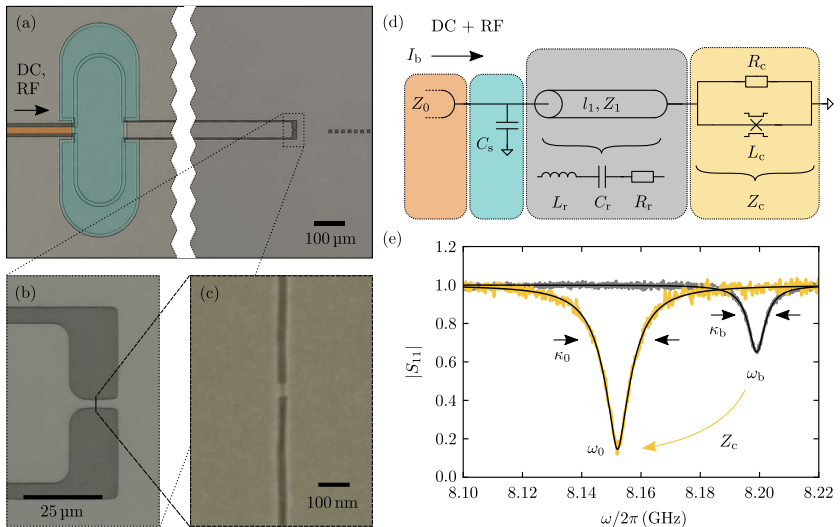 (a)
DC,
RF
100 µm
(b)
25 µm
(c)
100 nm
(d)
DC + RF
I_b
Z_0
C_s
l_1, Z_1
L_r
C_r
R_r
R_c
L_c
Z_c
(e)
|S_11|
1.2
1.0
0.8
0.6
0.4
0.2
0.0
κ_0
κ_b
ω_b
ω_0
Z_c
8.10
8.12
8.14
8.16
8.18
8.20
8.22
ω/2π (GHz)